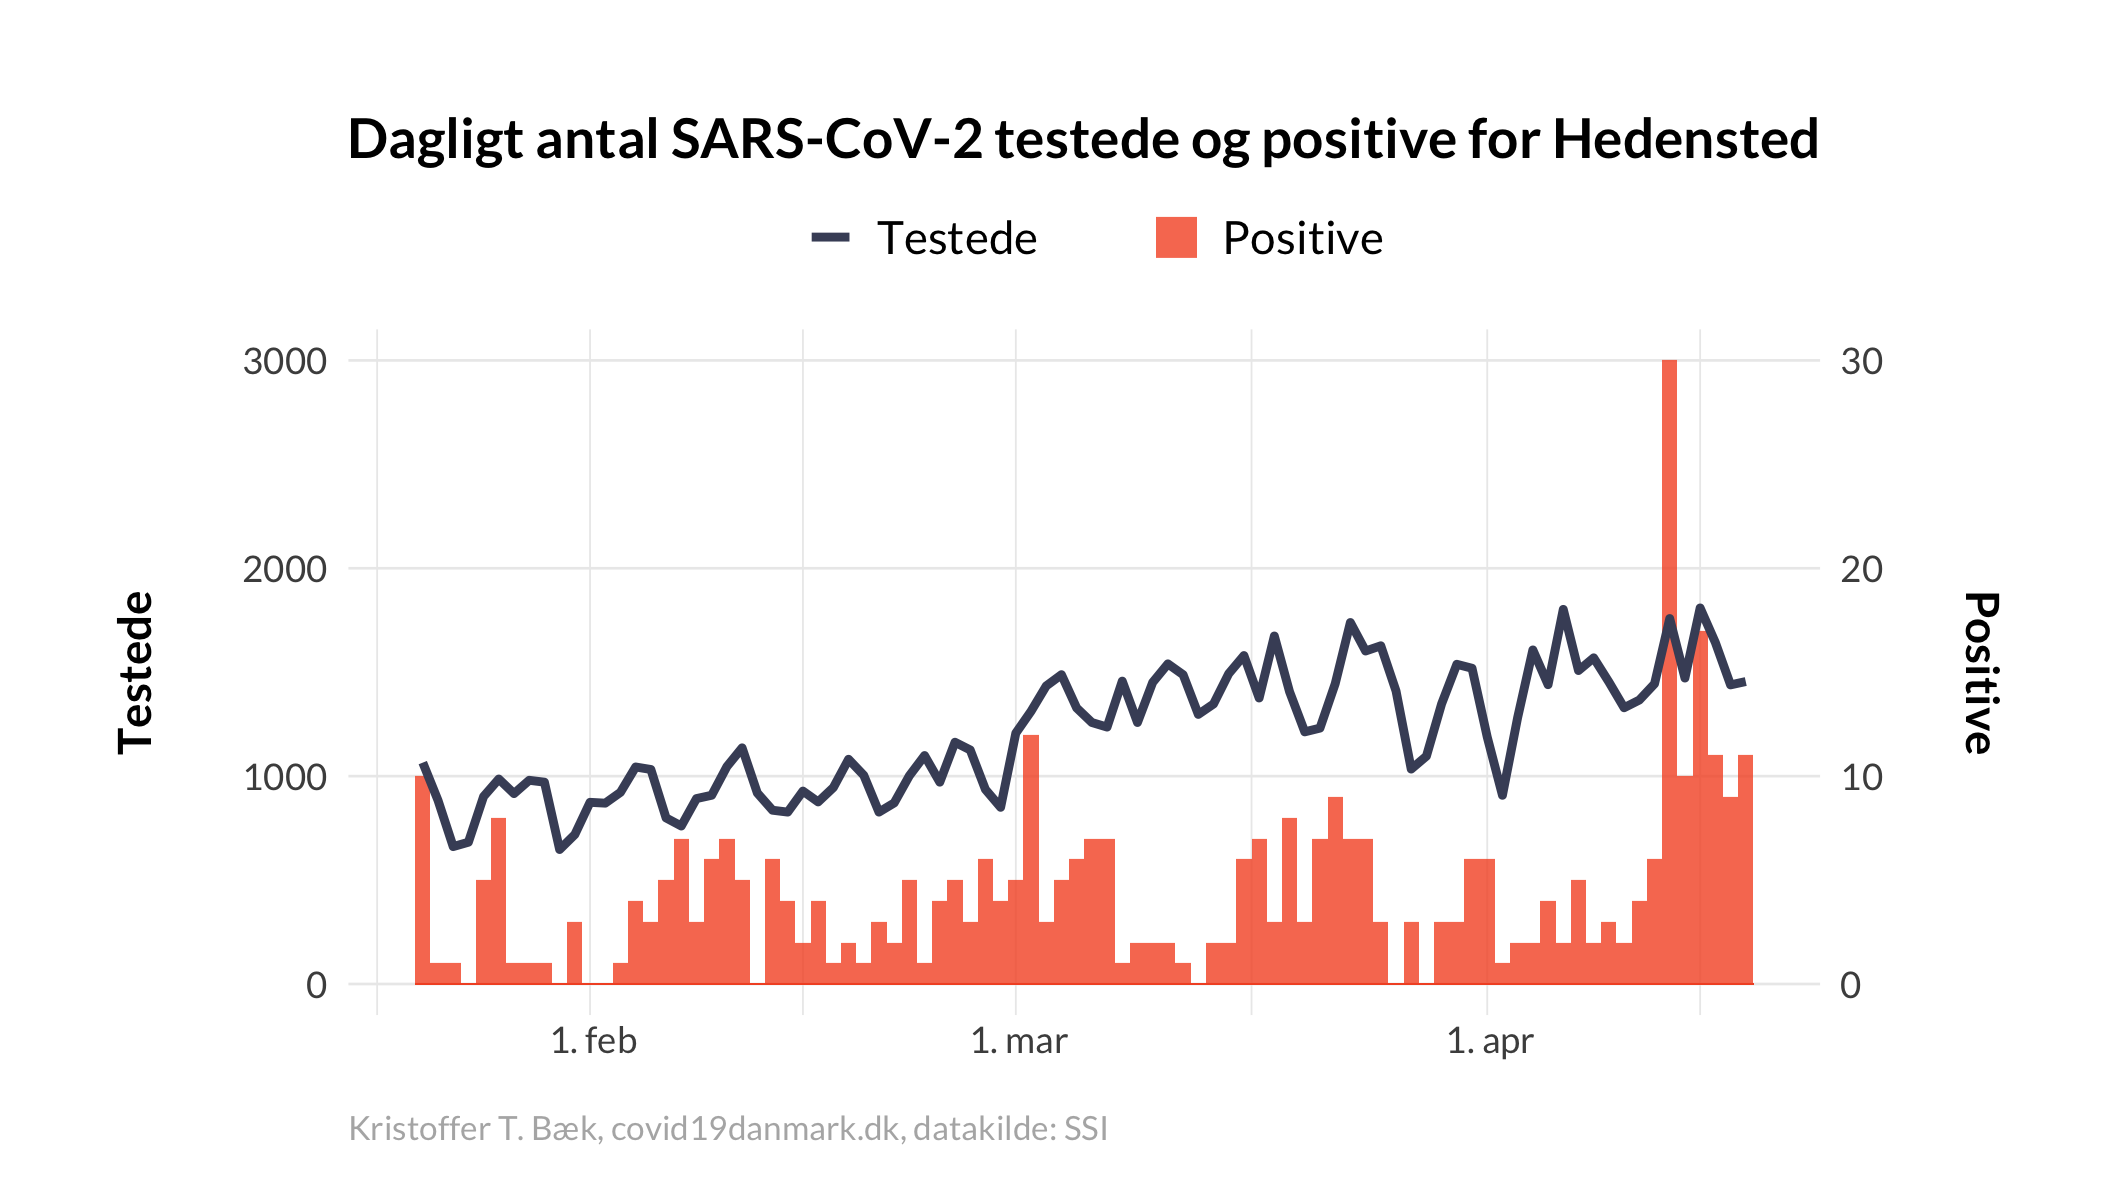 Dagligt antal SARS-CoV-2 testede og positive for Hedensted
Testede
Positive
3000
2000
1000
0
30
20
10
0
Testede
Positive
1. feb
1. mar
1. apr
Kristoffer T. Bæk, covid19danmark.dk, datakilde: SSI